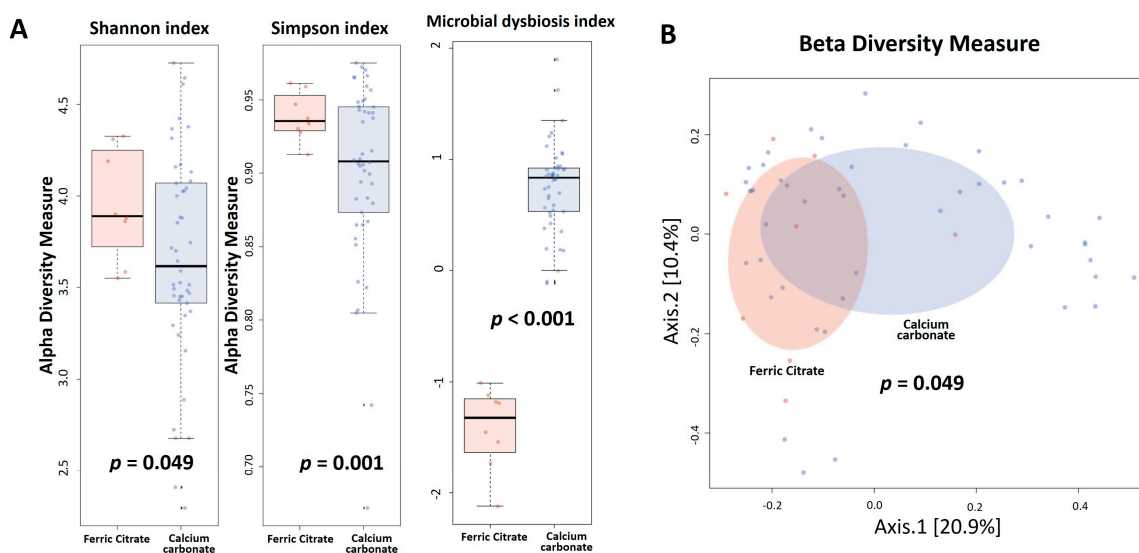 A
Shannon index
Alpha Diversity Measure
4.5
4.0
3.5
3.0
2.5
p = 0.049
Ferric Citrate
Calcium
carbonate
Simpson index
Alpha Diversity Measure
0.95
0.90
0.85
0.80
0.75
0.70
p = 0.001
Ferric Citrate
Calcium
carbonate
Microbial dysbiosis index
2
1
0
-1
-2
p < 0.001
Ferric Citrate
Calcium
carbonate
B
Beta Diversity Measure
Axis.2 [10.4%]
0.2
0.0
-0.2
-0.4
Calcium
carbonate
Ferric Citrate
p = 0.049
-0.2
0.0
0.2
0.4
Axis.1 [20.9%]